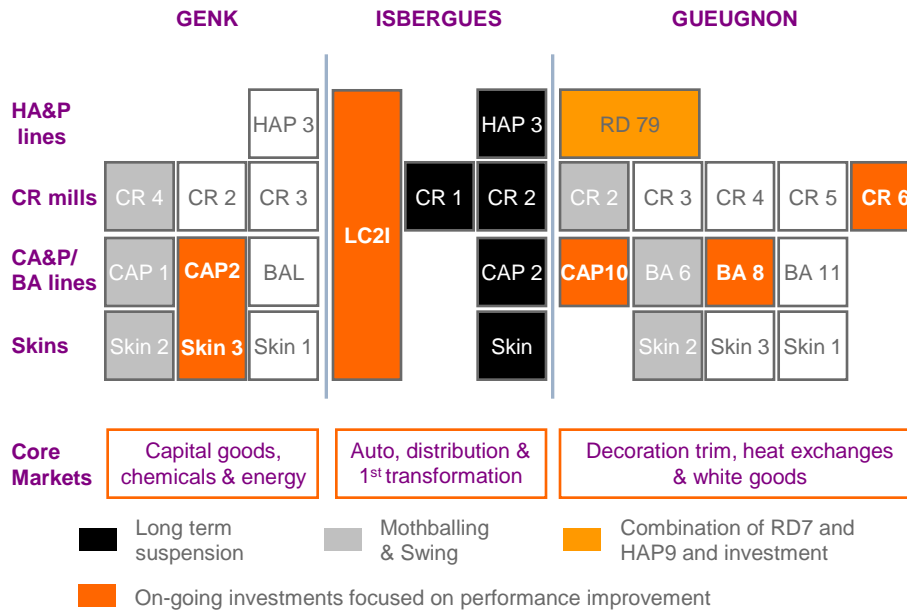 GENK ISBERGUES GUEUGNON
HA&P
lines
HAP 3 HAP 3 RD 79
CR mills CR 4 CR 2 CR 3 CR 1 CR 2 CR 2 CR 3 CR 4 CR 5 CR 6
LC2I
CA&P/
BA lines
CAP 1 CAP2 BAL CAP 2 CAP10 BA 6 BA 8 BA 11
Skins Skin 2 Skin 3 Skin 1 Skin Skin 2 Skin 3 Skin 1
Core
Markets
Capital goods,
chemicals & energy
Auto, distribution &
1st transformation
Decoration trim, heat exchanges
& white goods
Long term
suspension
Mothballing
& Swing
Combination of RD7 and
HAP9 and investment
On-going investments focused on performance improvement